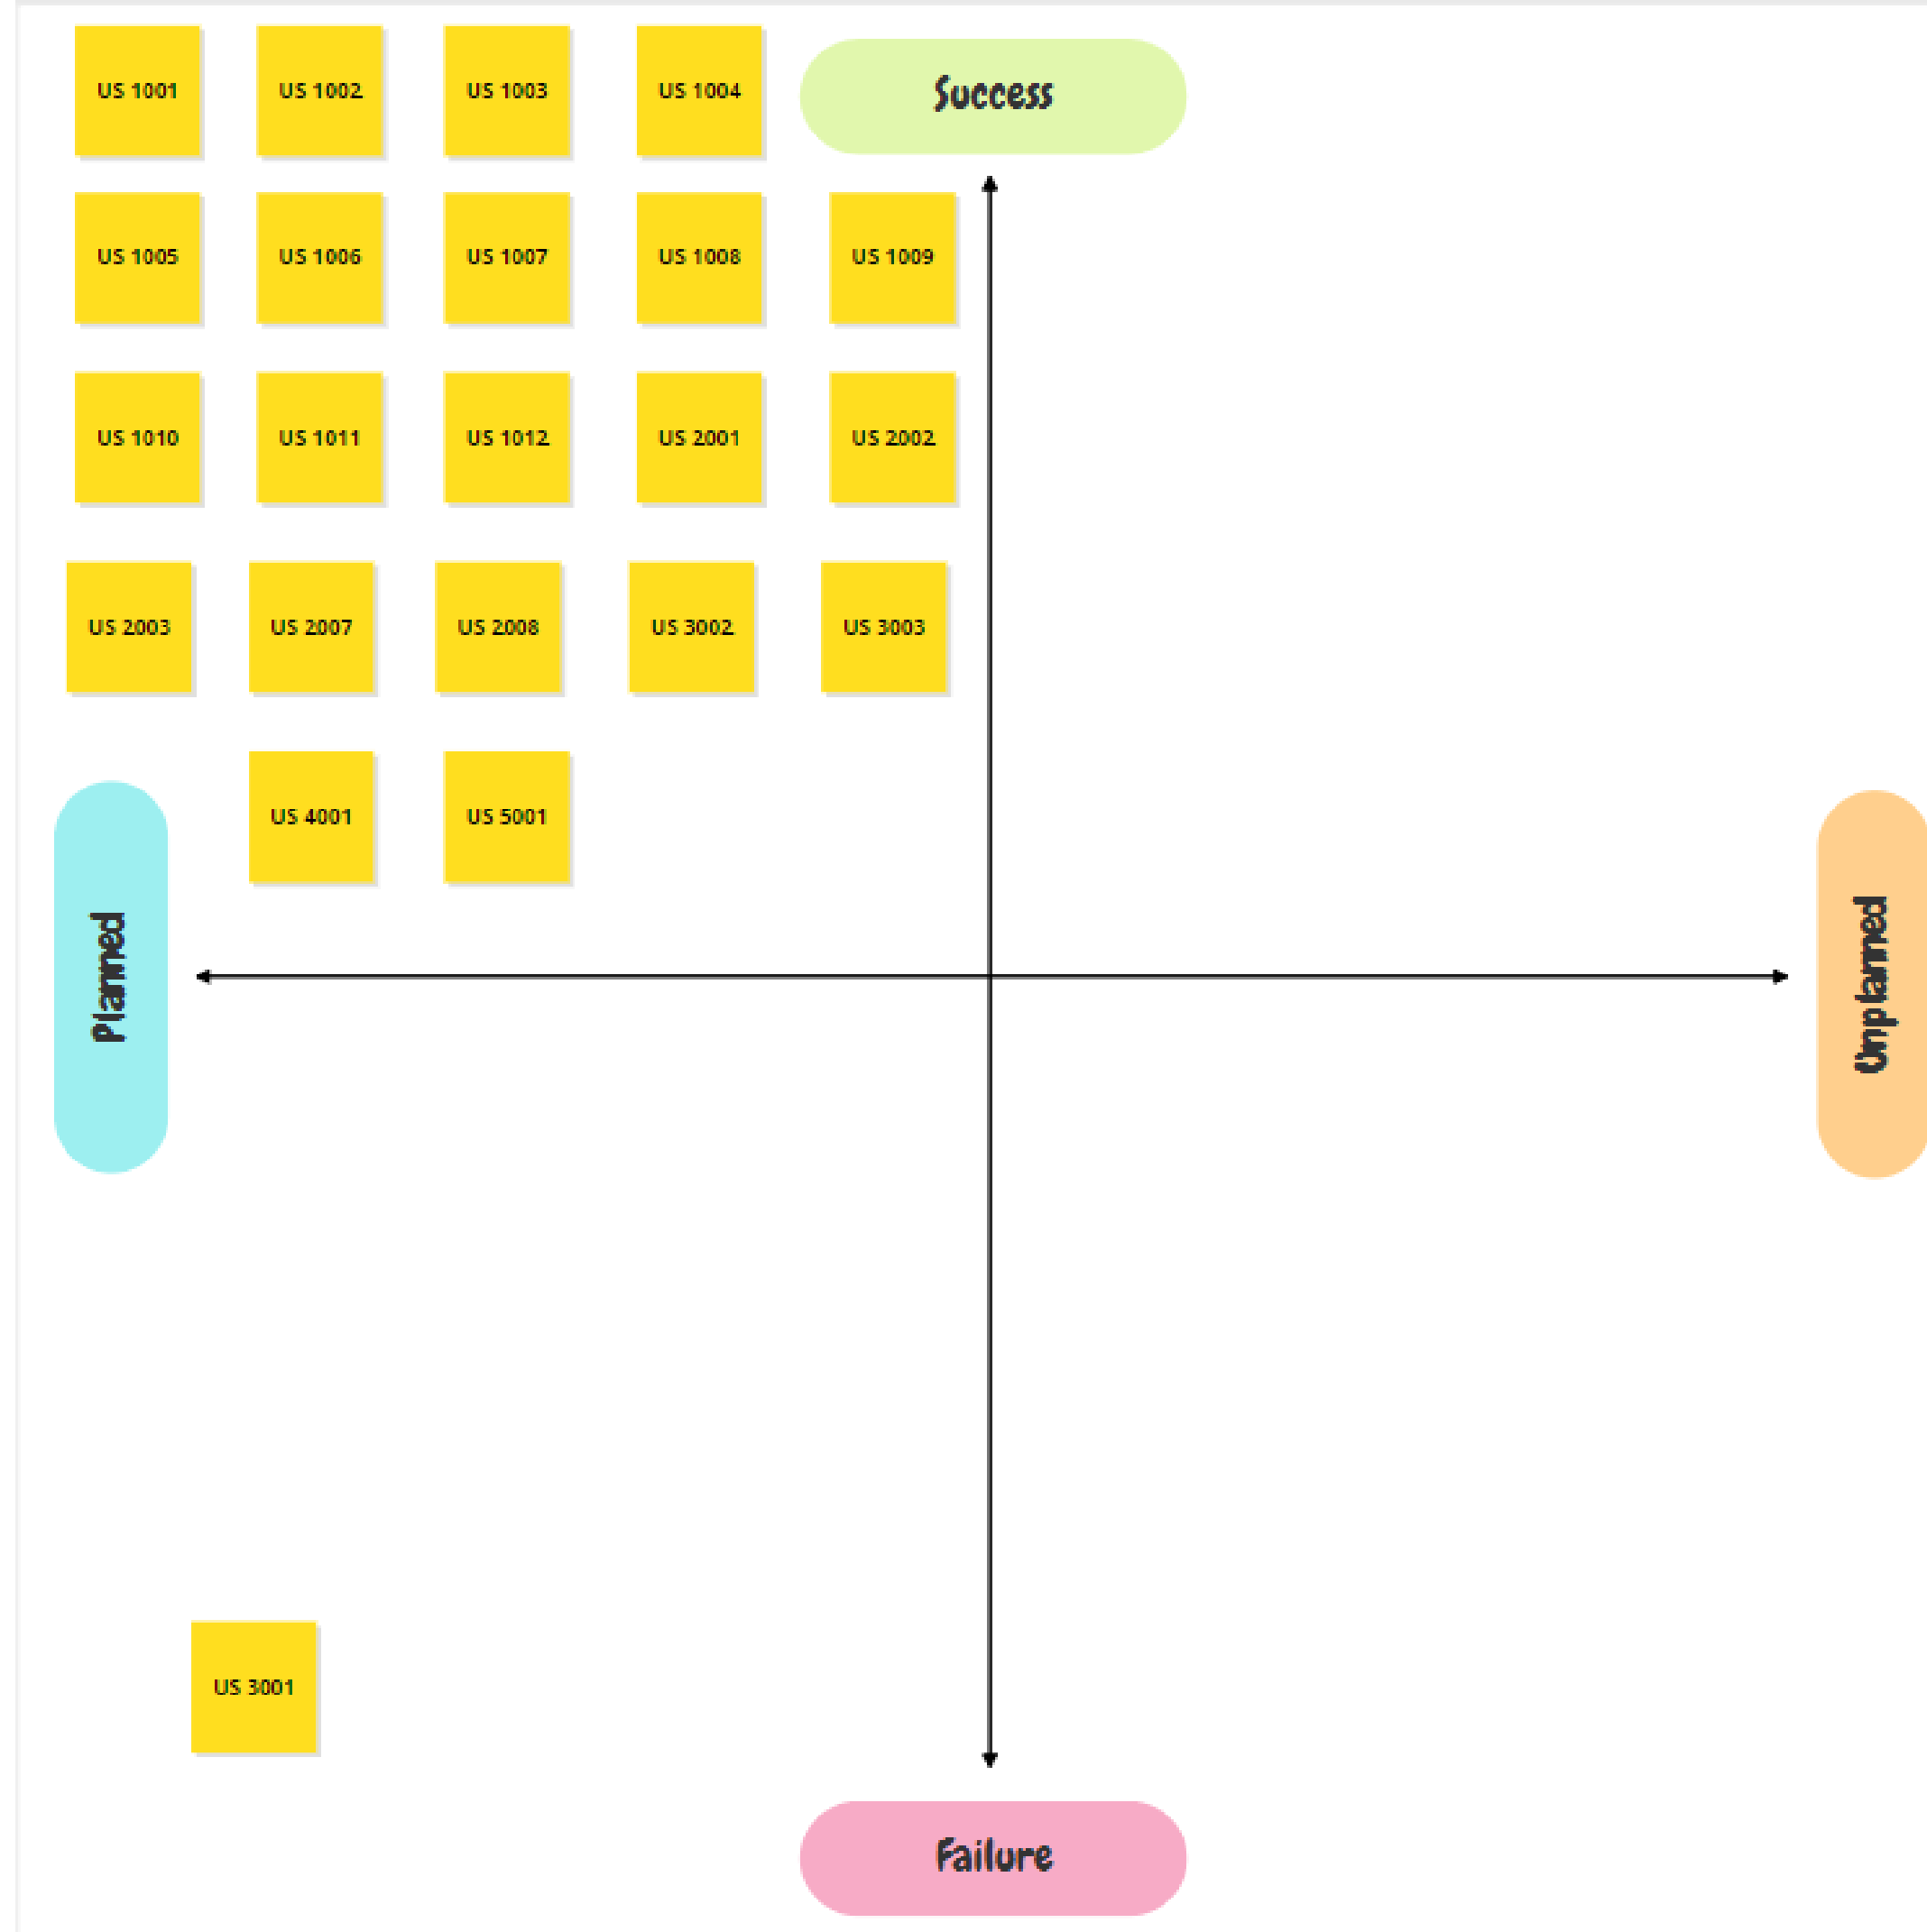 US 1001
US 1002
US 1003
US 1004
Success
US 1005
US 1006
US 1007
US 1008
US 1009
US 1010
US 1011
US 1012
US 2001
US 2002
US 2003
US 2007
US 2008
US 3002
US 3003
US 4001
US 5001
Planned
Unplanned
US 3001
Failure